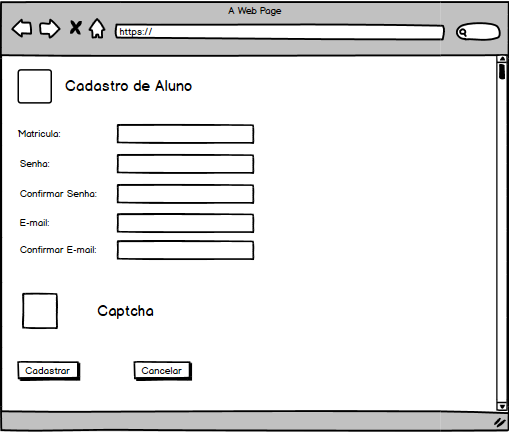 A Web Page
https://
Cadastro de Aluno
Matricula:
Senha:
Confirmar Senha:
E-mail:
Confirmar E-mail:
Captcha
Cadastrar
Cancelar